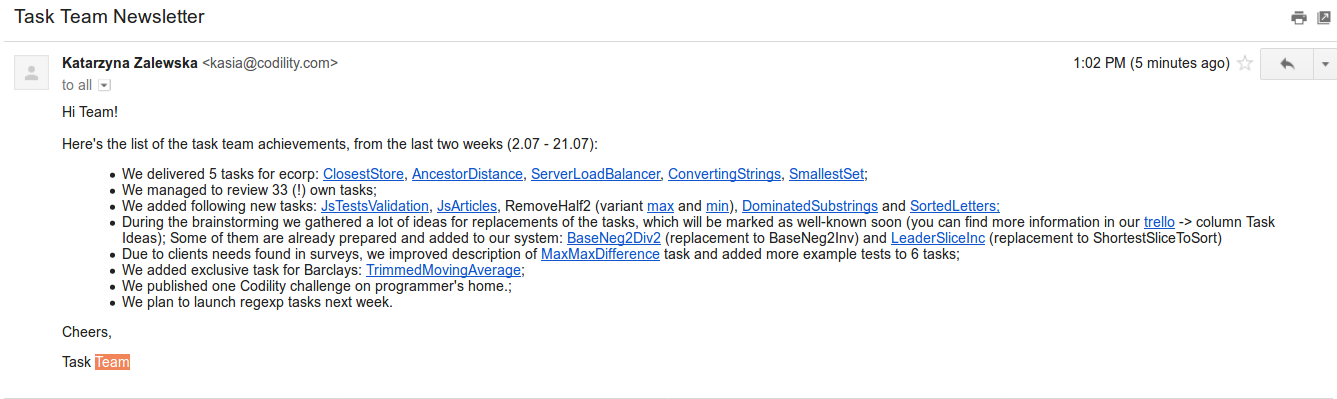 Task Team Newsletter
Katarzyna Zalewska <kasia@codility.com>
1:02 PM (5 minutes ago)
to all
Hi Team!
Here's the list of the task team achievements, from the last two weeks (2.07 - 21.07):
We delivered 5 tasks for ecorp: ClosestStore, AncestorDistance, ServerLoadBalancer, ConvertingStrings, SmallestSet;
We managed to review 33 (!) own tasks;
We added following new tasks: JsTestsValidation, JsArticles, RemoveHalf2 (variant max and min), DominatedSubstrings and SortedLetters;
During the brainstorming we gathered a lot of ideas for replacements of the tasks, which will be marked as well-known soon (you can find more information in our trello -> column Task
Ideas); Some of them are already prepared and added to our system: BaseNeg2Div2 (replacement to BaseNeg2Inv) and LeaderSliceInc (replacement to ShortestSliceToSort)
Due to clients needs found in surveys, we improved description of MaxMaxDifference task and added more example tests to 6 tasks;
We added exclusive task for Barclays: TrimmedMovingAverage;
We published one Codility challenge on programmer's home.;
We plan to launch regexp tasks next week.
Cheers,
Task Team